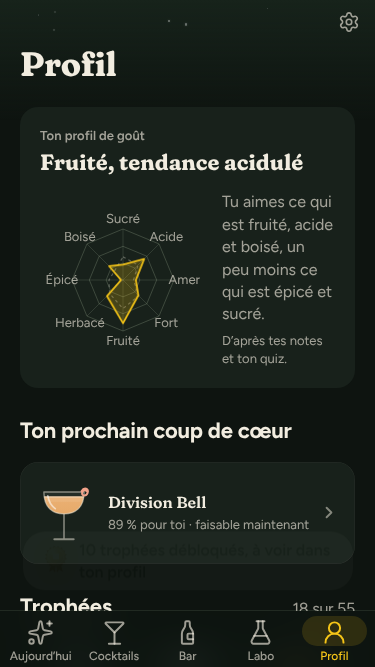 Profil
Ton profil de goût
Fruité, tendance acidulé
Tu aimes ce qui
est fruité, acide
et boisé, un
peu moins ce
qui est épicé et
sucré.
D'après tes notes
et ton quiz.
Sucré
Boisé
Acide
Épicé
Amer
Herbacé
Fort
Fruité
Ton prochain coup de cœur
Division Bell
89 % pour toi · faisable maintenant
10 trophées débloqués, à voir dans
ton profil
Trophées
18 sur 55
Aujourd'hui
Cocktails
Bar
Labo
Profil